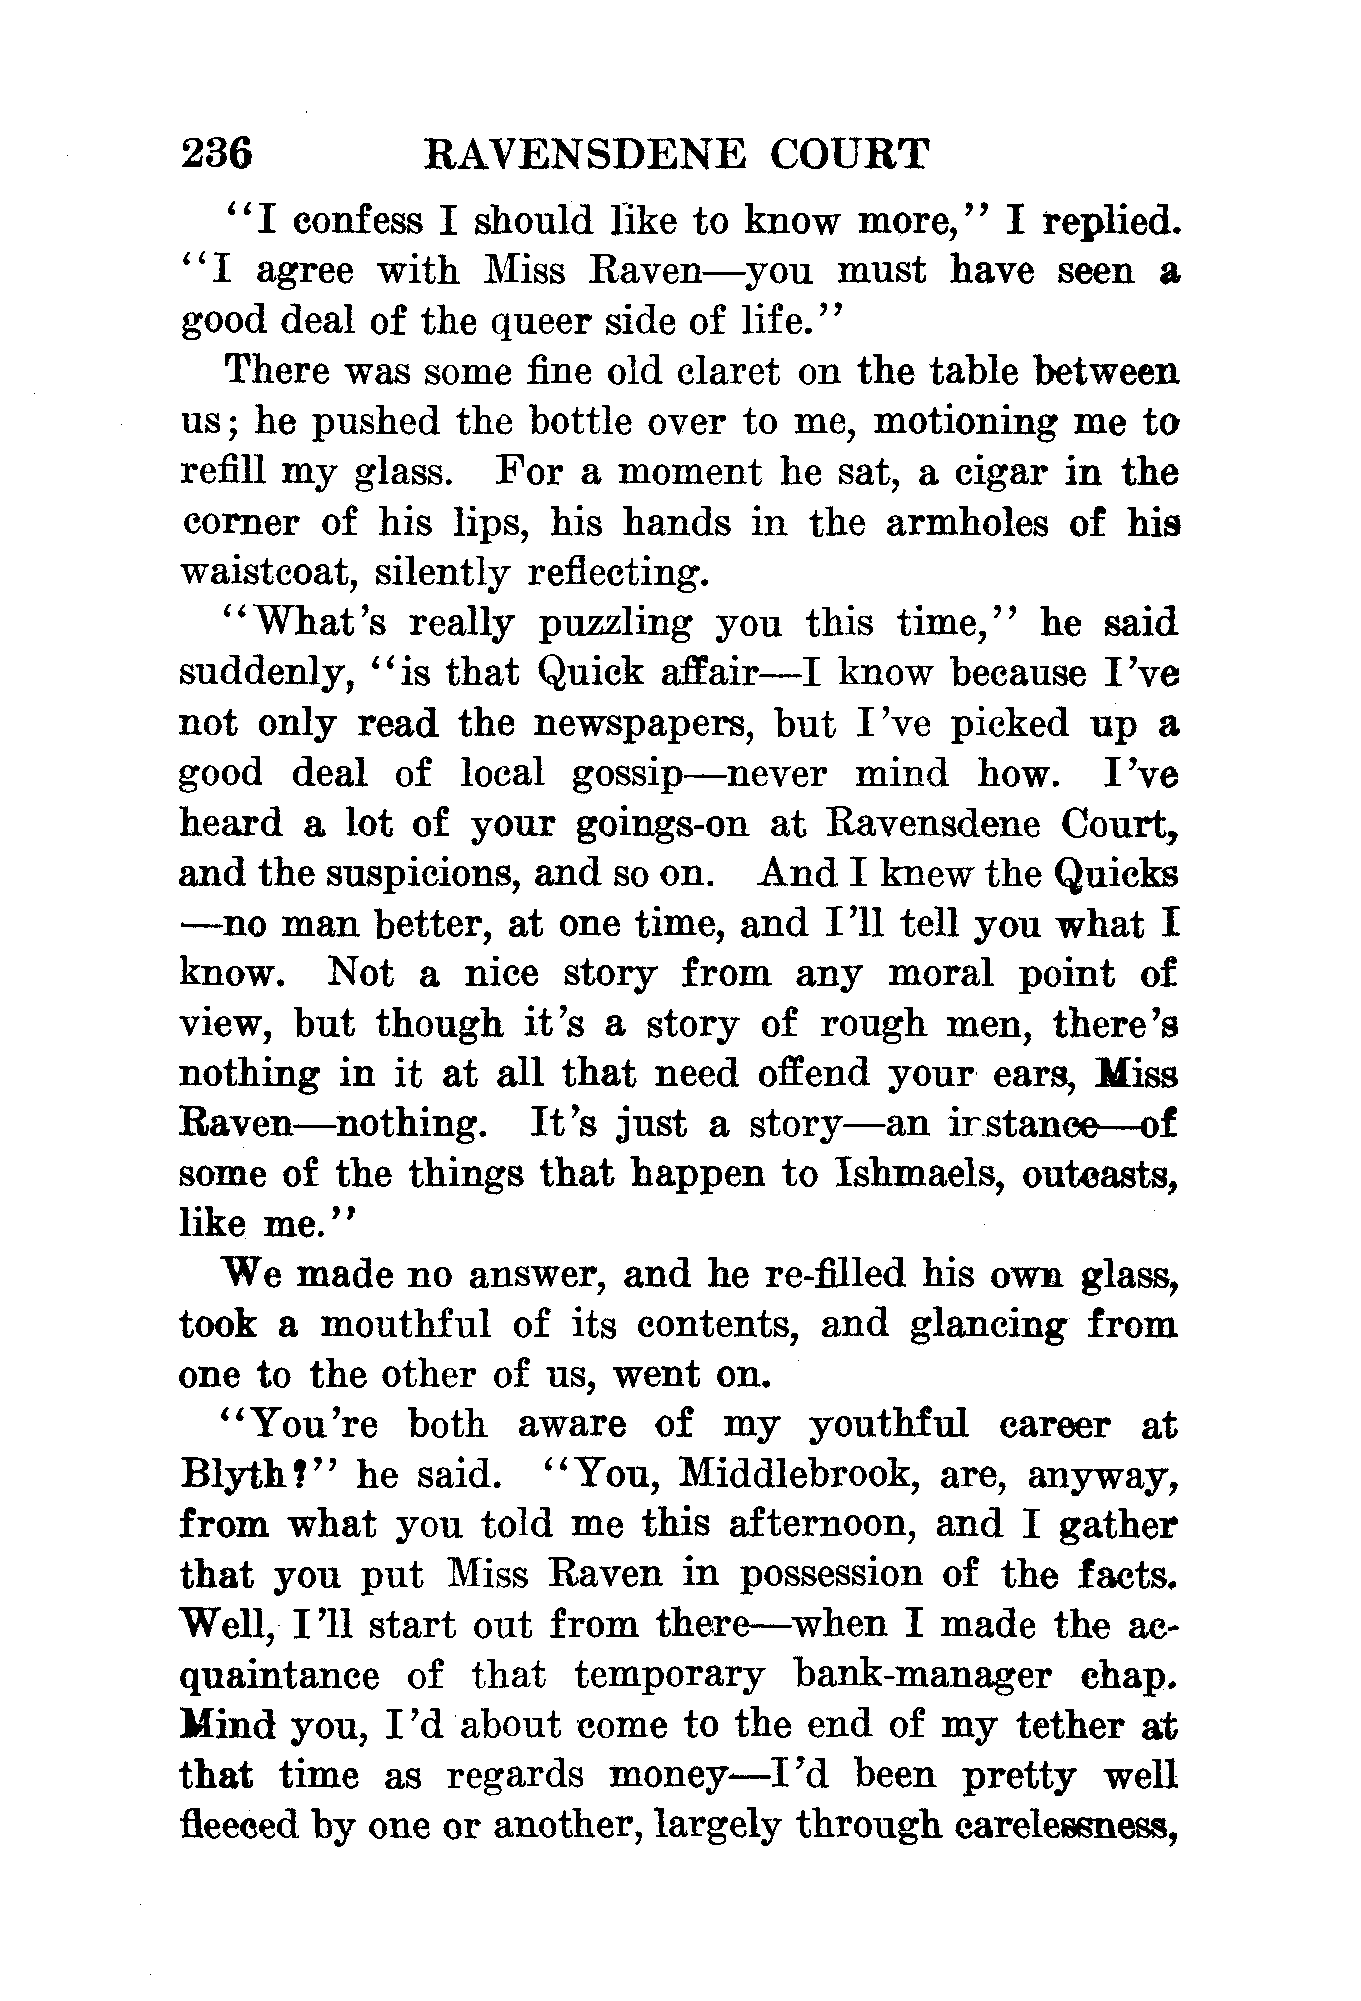 236 RAVENSDENE COURT
"I confess I should like to know more," I replied.
"I agree with Miss Raven—you must have seen a
good deal of the queer side of life."
There was some fine old claret on the table between
us; he pushed the bottle over to me, motioning me to
refill my glass. For a moment he sat, a cigar in the
corner of his lips, his hands in the armholes of his
waistcoat, silently reflecting.
"What's really puzzling you this time," he said
suddenly, "is that Quick affair—I know because I've
not only read the newspapers, but I've picked up a
good deal of local gossip—never mind how. I've
heard a lot of your goings-on at Ravensdene Court,
and the suspicions, and so on. And I knew the Quicks
—no man better, at one time, and I'll tell you what I
know. Not a nice story from any moral point of
view, but though it's a story of rough men, there's
nothing in it at all that need offend your ears, Miss
Raven—nothing. It's just a story—an instance—of
some of the things that happen to Ishmaels, outcasts,
like me."
We made no answer, and he re-filled his own glass,
took a mouthful of its contents, and glancing from
one to the other of us, went on.
"You're both aware of my youthful career at
Blyth?" he said. "You, Middlebrook, are, anyway,
from what you told me this afternoon, and I gather
that you put Miss Raven in possession of the facts.
Well, I'll start out from there—when I made the ac-
quaintance of that temporary bank-manager chap.
Mind you, I'd about come to the end of my tether at
that time as regards money—I'd been pretty well
fleeced by one or another, largely through carelessness,